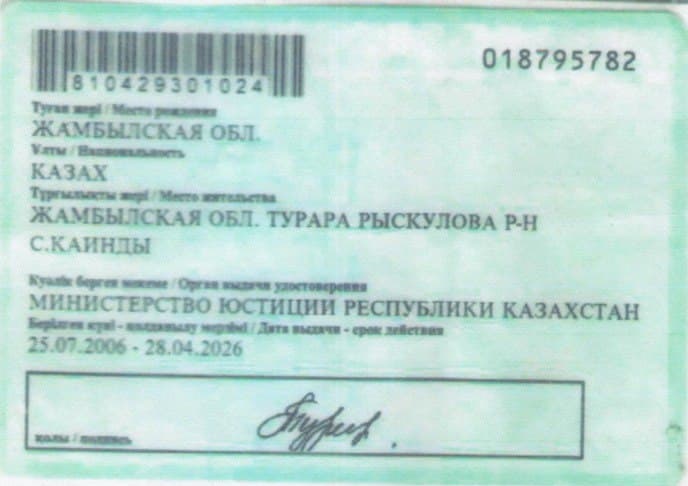 018795782
810429301024
Туған жері / Место рождения
ЖАМБЫЛСКАЯ ОБЛ.
Ұлты / Национальность
КАЗАХ
Тұрғылықты жері / Место жительства
ЖАМБЫЛСКАЯ ОБЛ. ТУРАРА РЫСКУЛОВА Р-Н
С.КАИНДЫ
Куәлік берген мекеме / Орган выдачи удостоверения
МИНИСТЕРСТВО ЮСТИЦИИ РЕСПУБЛИКИ КАЗАХСТАН
Берілген күні - қолданылу мерзімі / Дата выдачи - срок действия
25.07.2006 - 28.04.2026
қолы / подпись